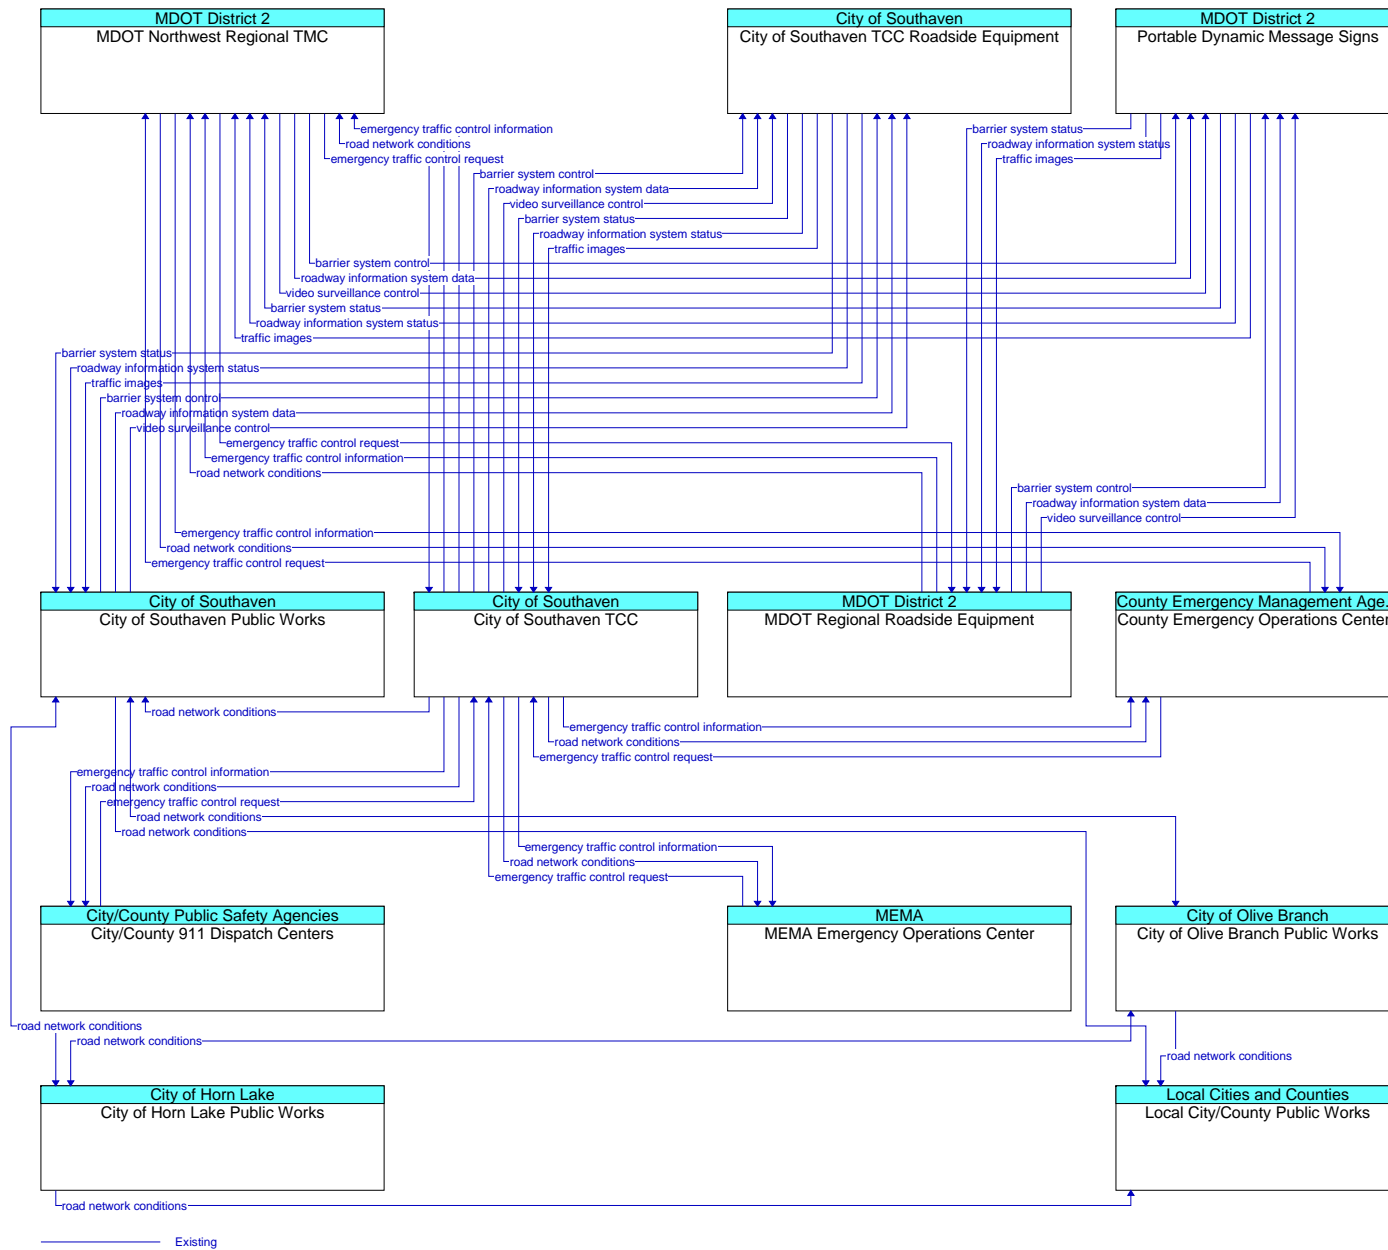 MDOT District 2
MDOT Northwest Regional TMC
City of Southaven
City of Southaven TCC Roadside Equipment
MDOT District 2
Portable Dynamic Message Signs
emergency traffic control information
road network conditions
emergency traffic control request
barrier system status
roadway information system status
traffic images
barrier system control
roadway information system data
video surveillance control
barrier system status
roadway information system status
traffic images
barrier system control
roadway information system data
video surveillance control
barrier system status
roadway information system status
traffic images
barrier system status
roadway information system status
traffic images
barrier system control
roadway information system data
video surveillance control
emergency traffic control request
emergency traffic control information
road network conditions
barrier system control
roadway information system data
video surveillance control
emergency traffic control information
road network conditions
emergency traffic control request
City of Southaven
City of Southaven Public Works
City of Southaven
City of Southaven TCC
MDOT District 2
MDOT Regional Roadside Equipment
County Emergency Management Age.
County Emergency Operations Center
road network conditions
emergency traffic control information
road network conditions
emergency traffic control request
emergency traffic control information
road network conditions
emergency traffic control request
road network conditions
road network conditions
emergency traffic control information
road network conditions
emergency traffic control request
City/County Public Safety Agencies
City/County 911 Dispatch Centers
MEMA
MEMA Emergency Operations Center
City of Olive Branch
City of Olive Branch Public Works
road network conditions
road network conditions
road network conditions
City of Horn Lake
City of Horn Lake Public Works
Local Cities and Counties
Local City/County Public Works
road network conditions
Existing